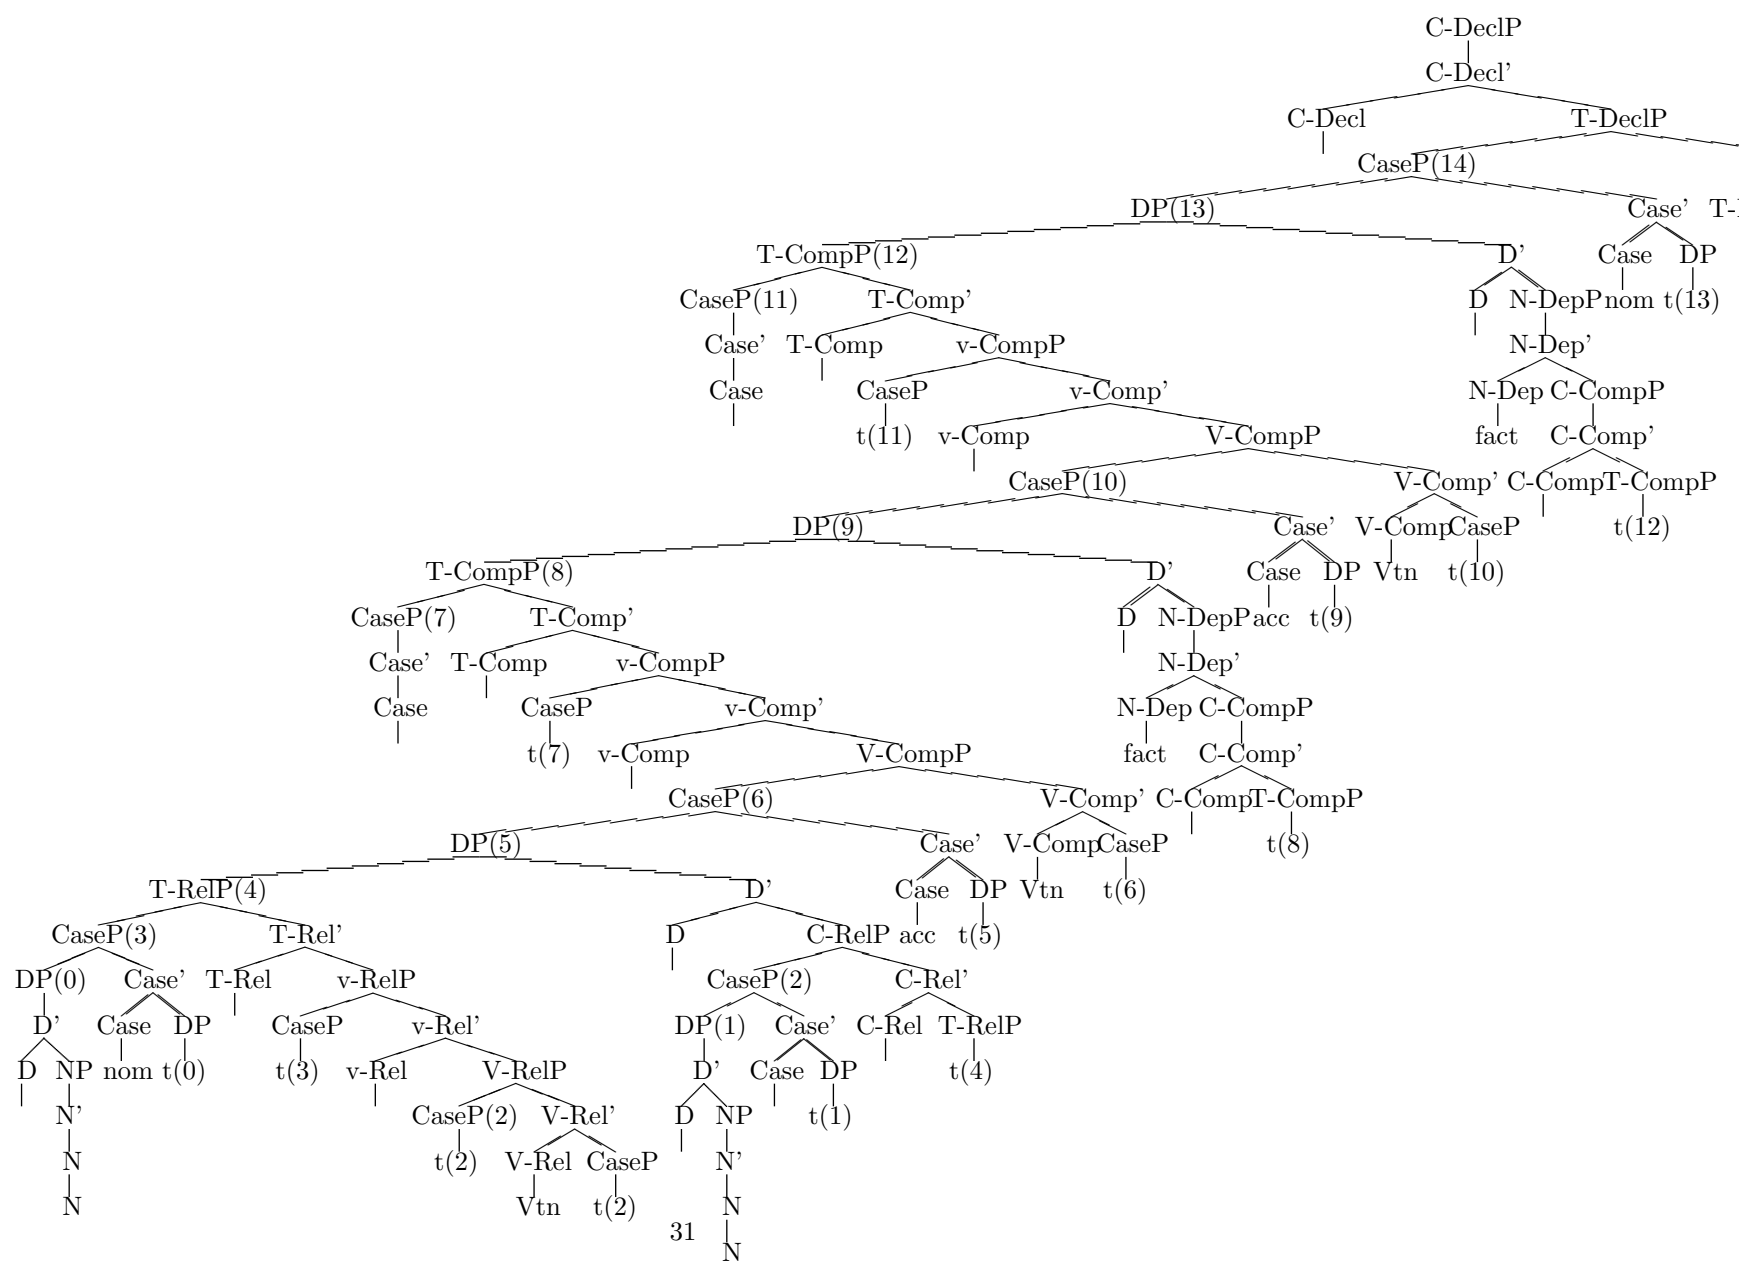 C-DeclP
C-Decl'
C-Decl T-DeclP
CaseP(14)
DP(13) Case' T-
T-CompP(12) D' Case DP
CaseP(11) T-Comp' D N-DepP nom t(13)
Case' T-Comp v-CompP N-Dep'
Case CaseP v-Comp' N-Dep C-CompP
t(11) v-Comp V-CompP fact C-Comp'
CaseP(10) V-Comp' C-Comp T-CompP
DP(9) Case' V-Comp CaseP t(12)
T-CompP(8) D' Case DP Vtn t(10)
CaseP(7) T-Comp' D N-DepP acc t(9)
Case' T-Comp v-CompP N-Dep'
Case CaseP v-Comp' N-Dep C-CompP
t(7) v-Comp V-CompP fact C-Comp'
CaseP(6) V-Comp' C-Comp T-CompP
DP(5) Case' V-Comp CaseP t(8)
T-RelP(4) D' Case DP Vtn t(6)
CaseP(3) T-Rel' D C-RelP acc t(5)
DP(0) Case' T-Rel v-RelP CaseP(2) C-Rel'
D' Case DP CaseP v-Rel' DP(1) Case' C-Rel T-RelP
D NP nom t(0) t(3) v-Rel V-RelP D' Case DP t(4)
N' CaseP(2) V-Rel' D NP t(1)
N t(2) V-Rel CaseP N'
N Vtn t(2) N
31
N